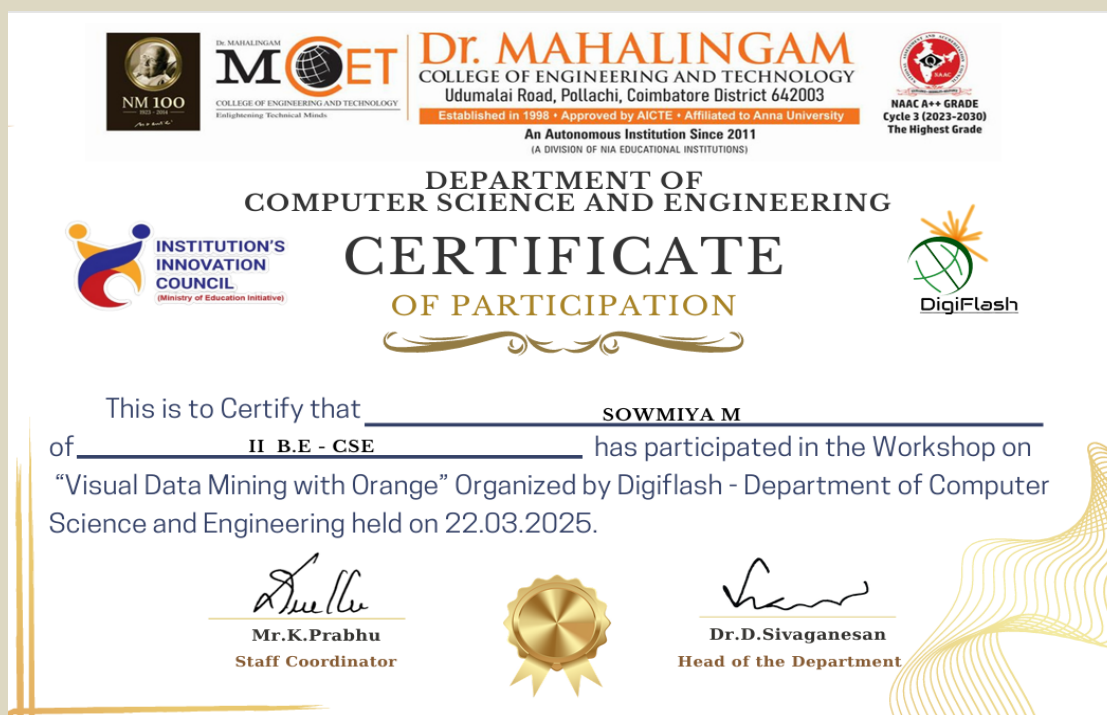 NM 100
1923 - 2014
Dr. MAHALINGAM
MCET
COLLEGE OF ENGINEERING AND TECHNOLOGY
Enlightening Technical Minds
Dr. MAHALINGAM
COLLEGE OF ENGINEERING AND TECHNOLOGY
Udumalai Road, Pollachi, Coimbatore District 642003
Established in 1998 • Approved by AICTE • Affiliated to Anna University
An Autonomous Institution Since 2011
(A DIVISION OF NIA EDUCATIONAL INSTITUTIONS)
NAAC
NAAC A++ GRADE
Cycle 3 (2023-2030)
The Highest Grade
DEPARTMENT OF
COMPUTER SCIENCE AND ENGINEERING
INSTITUTION'S
INNOVATION
COUNCIL
(Ministry of Education Initiative)
CERTIFICATE
OF PARTICIPATION
DigiFlash
This is to Certify that SOWMIYA M
of II B.E - CSE has participated in the Workshop on
“Visual Data Mining with Orange” Organized by Digiflash - Department of Computer
Science and Engineering held on 22.03.2025.
Mr.K.Prabhu
Staff Coordinator
Dr.D.Sivaganesan
Head of the Department